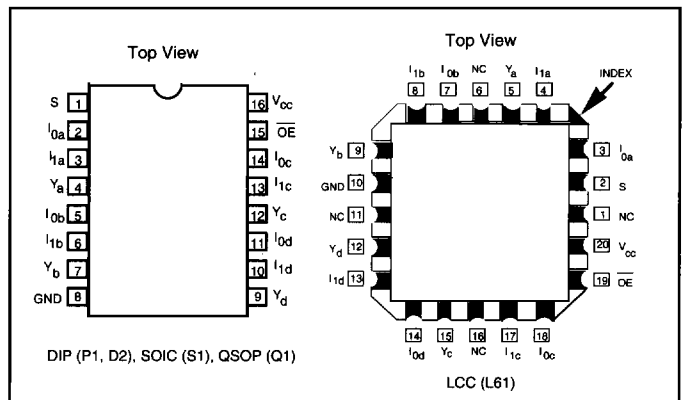 Top View
S 1
I0a 2
I1a 3
Ya 4
I0b 5
I1b 6
Yb 7
GND 8
16 Vcc
15 OE
14 I0c
13 I1c
12 Yc
11 I0d
10 I1d
9 Yd
DIP (P1, D2), SOIC (S1), QSOP (Q1)
Top View
I1b I0b NC Ya I1a
8 7 6 5 4
INDEX
Yb 9
GND 10
NC 11
Yd 12
I1d 13
3 I0a
2 S
1 NC
20 Vcc
19 OE
14 15 16 17 18
I0d Yc NC I1c I0c
LCC (L61)